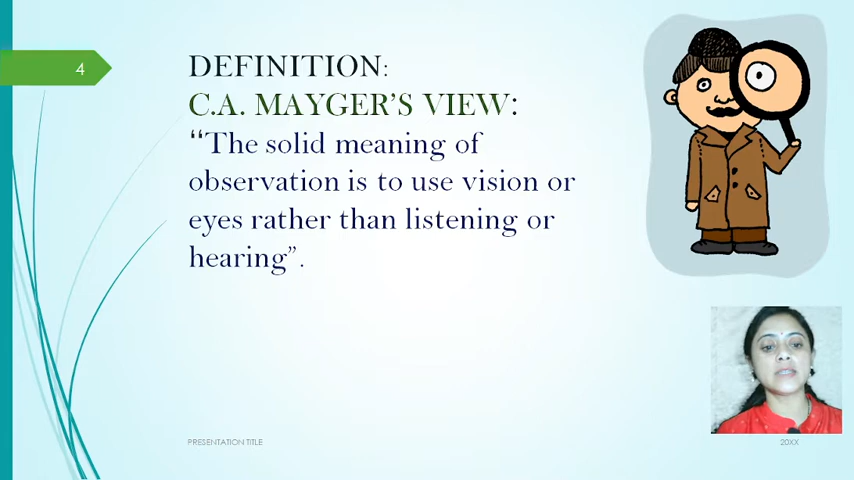 4
DEFINITION:
C.A. MAYGER'S VIEW:
“The solid meaning of
observation is to use vision or
eyes rather than listening or
hearing”.
PRESENTATION TITLE
20XX